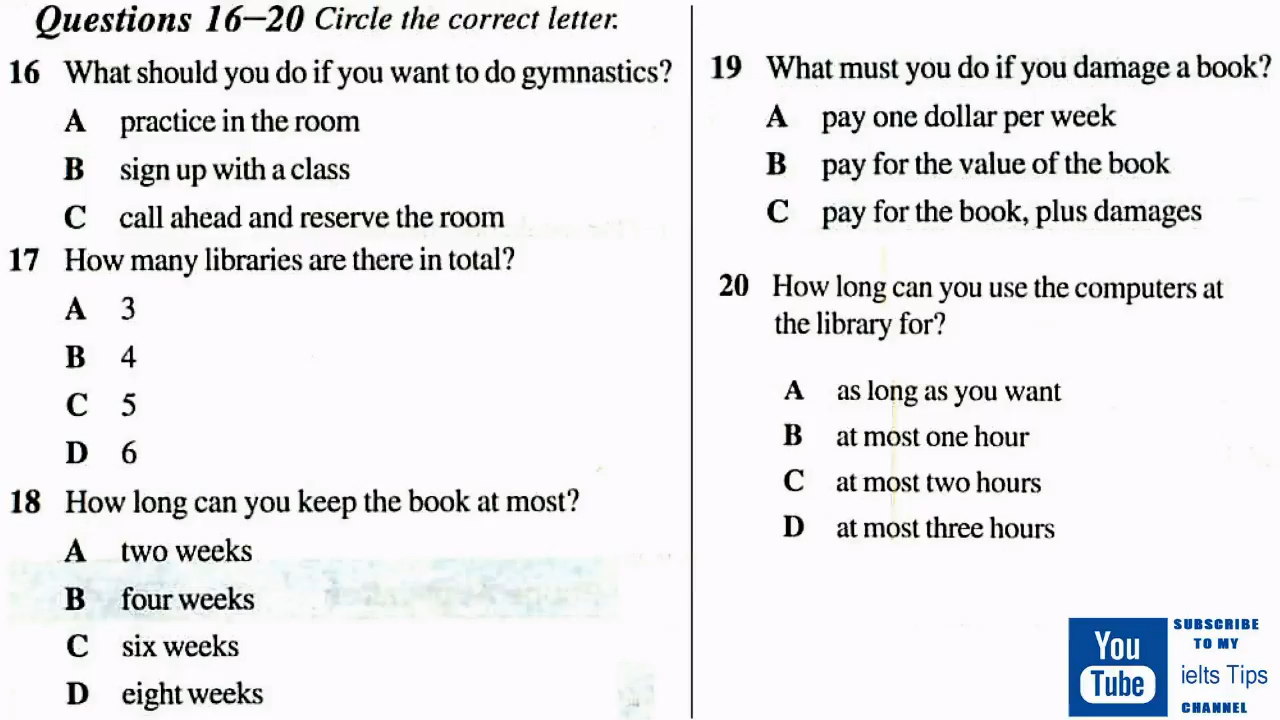 Questions 16–20 Circle the correct letter.
16 What should you do if you want to do gymnastics?
A practice in the room
B sign up with a class
C call ahead and reserve the room
17 How many libraries are there in total?
A 3
B 4
C 5
D 6
18 How long can you keep the book at most?
A two weeks
B four weeks
C six weeks
D eight weeks
19 What must you do if you damage a book?
A pay one dollar per week
B pay for the value of the book
C pay for the book, plus damages
20 How long can you use the computers at
the library for?
A as long as you want
B at most one hour
C at most two hours
D at most three hours
You
Tube
SUBSCRIBE
TO MY
ielts Tips
CHANNEL